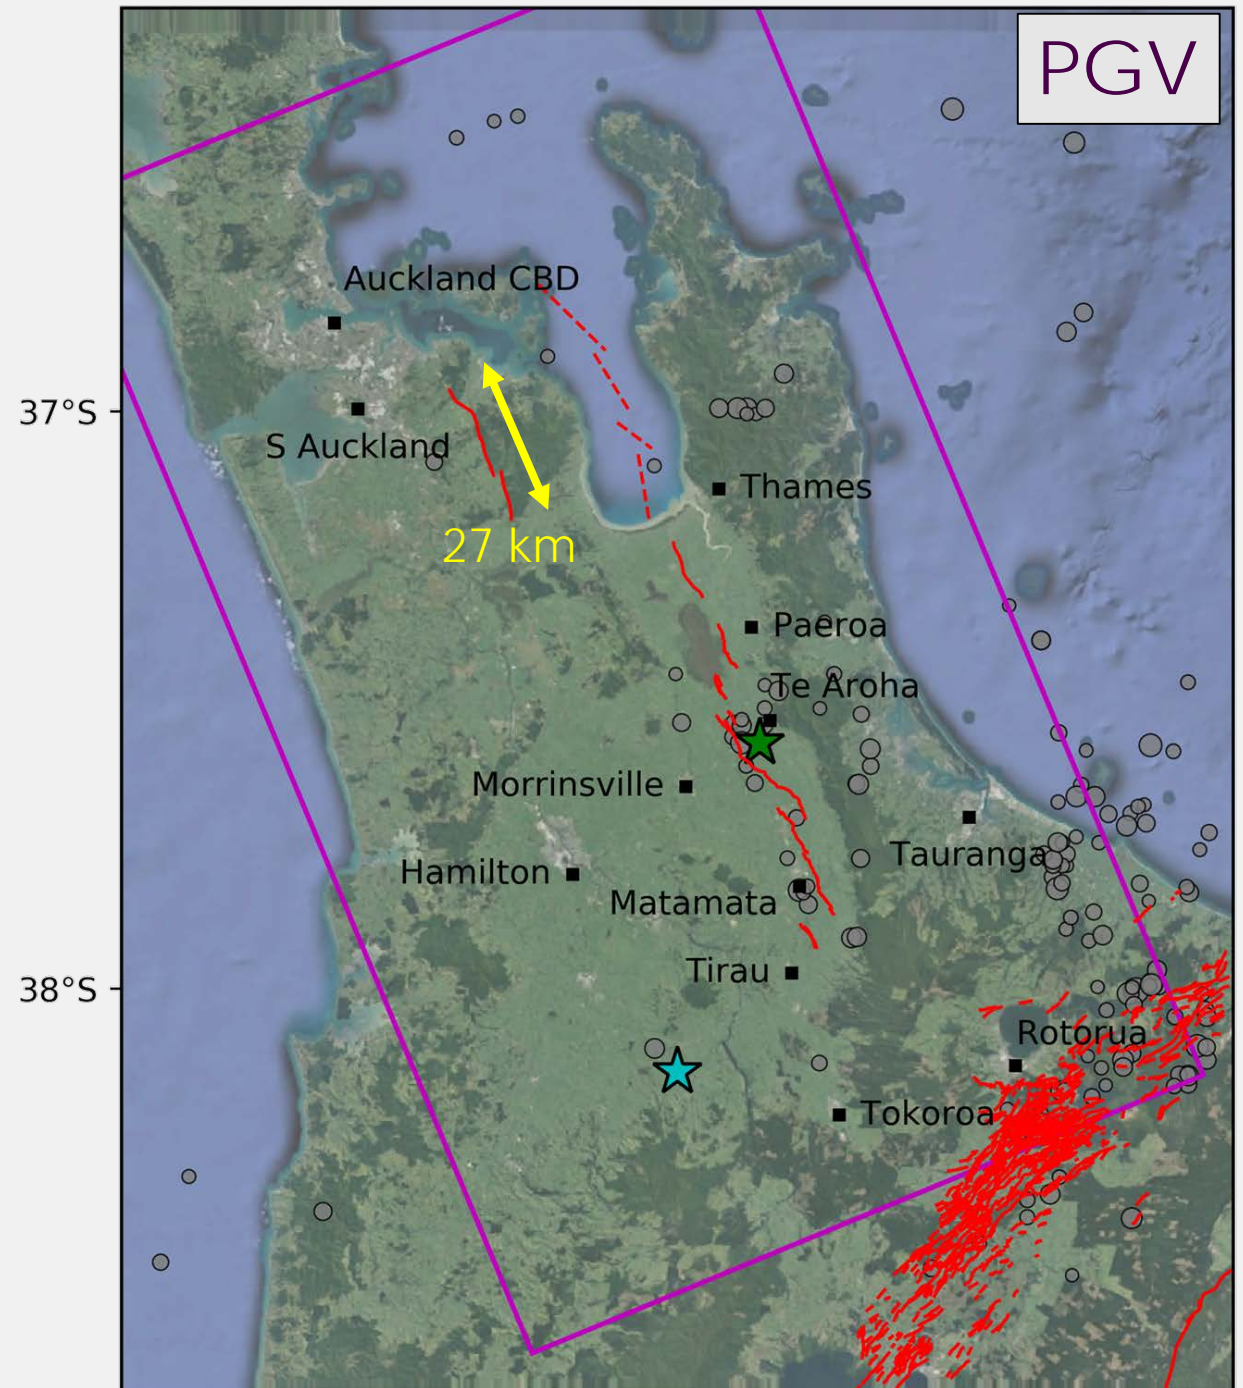 PGV
Auckland CBD
37°S
S Auckland
Thames
27 km
Paeroa
Te Aroha
Morrinsville
Tauranga
Hamilton
Matamata
Tirau
38°S
Rotorua
Tokoroa